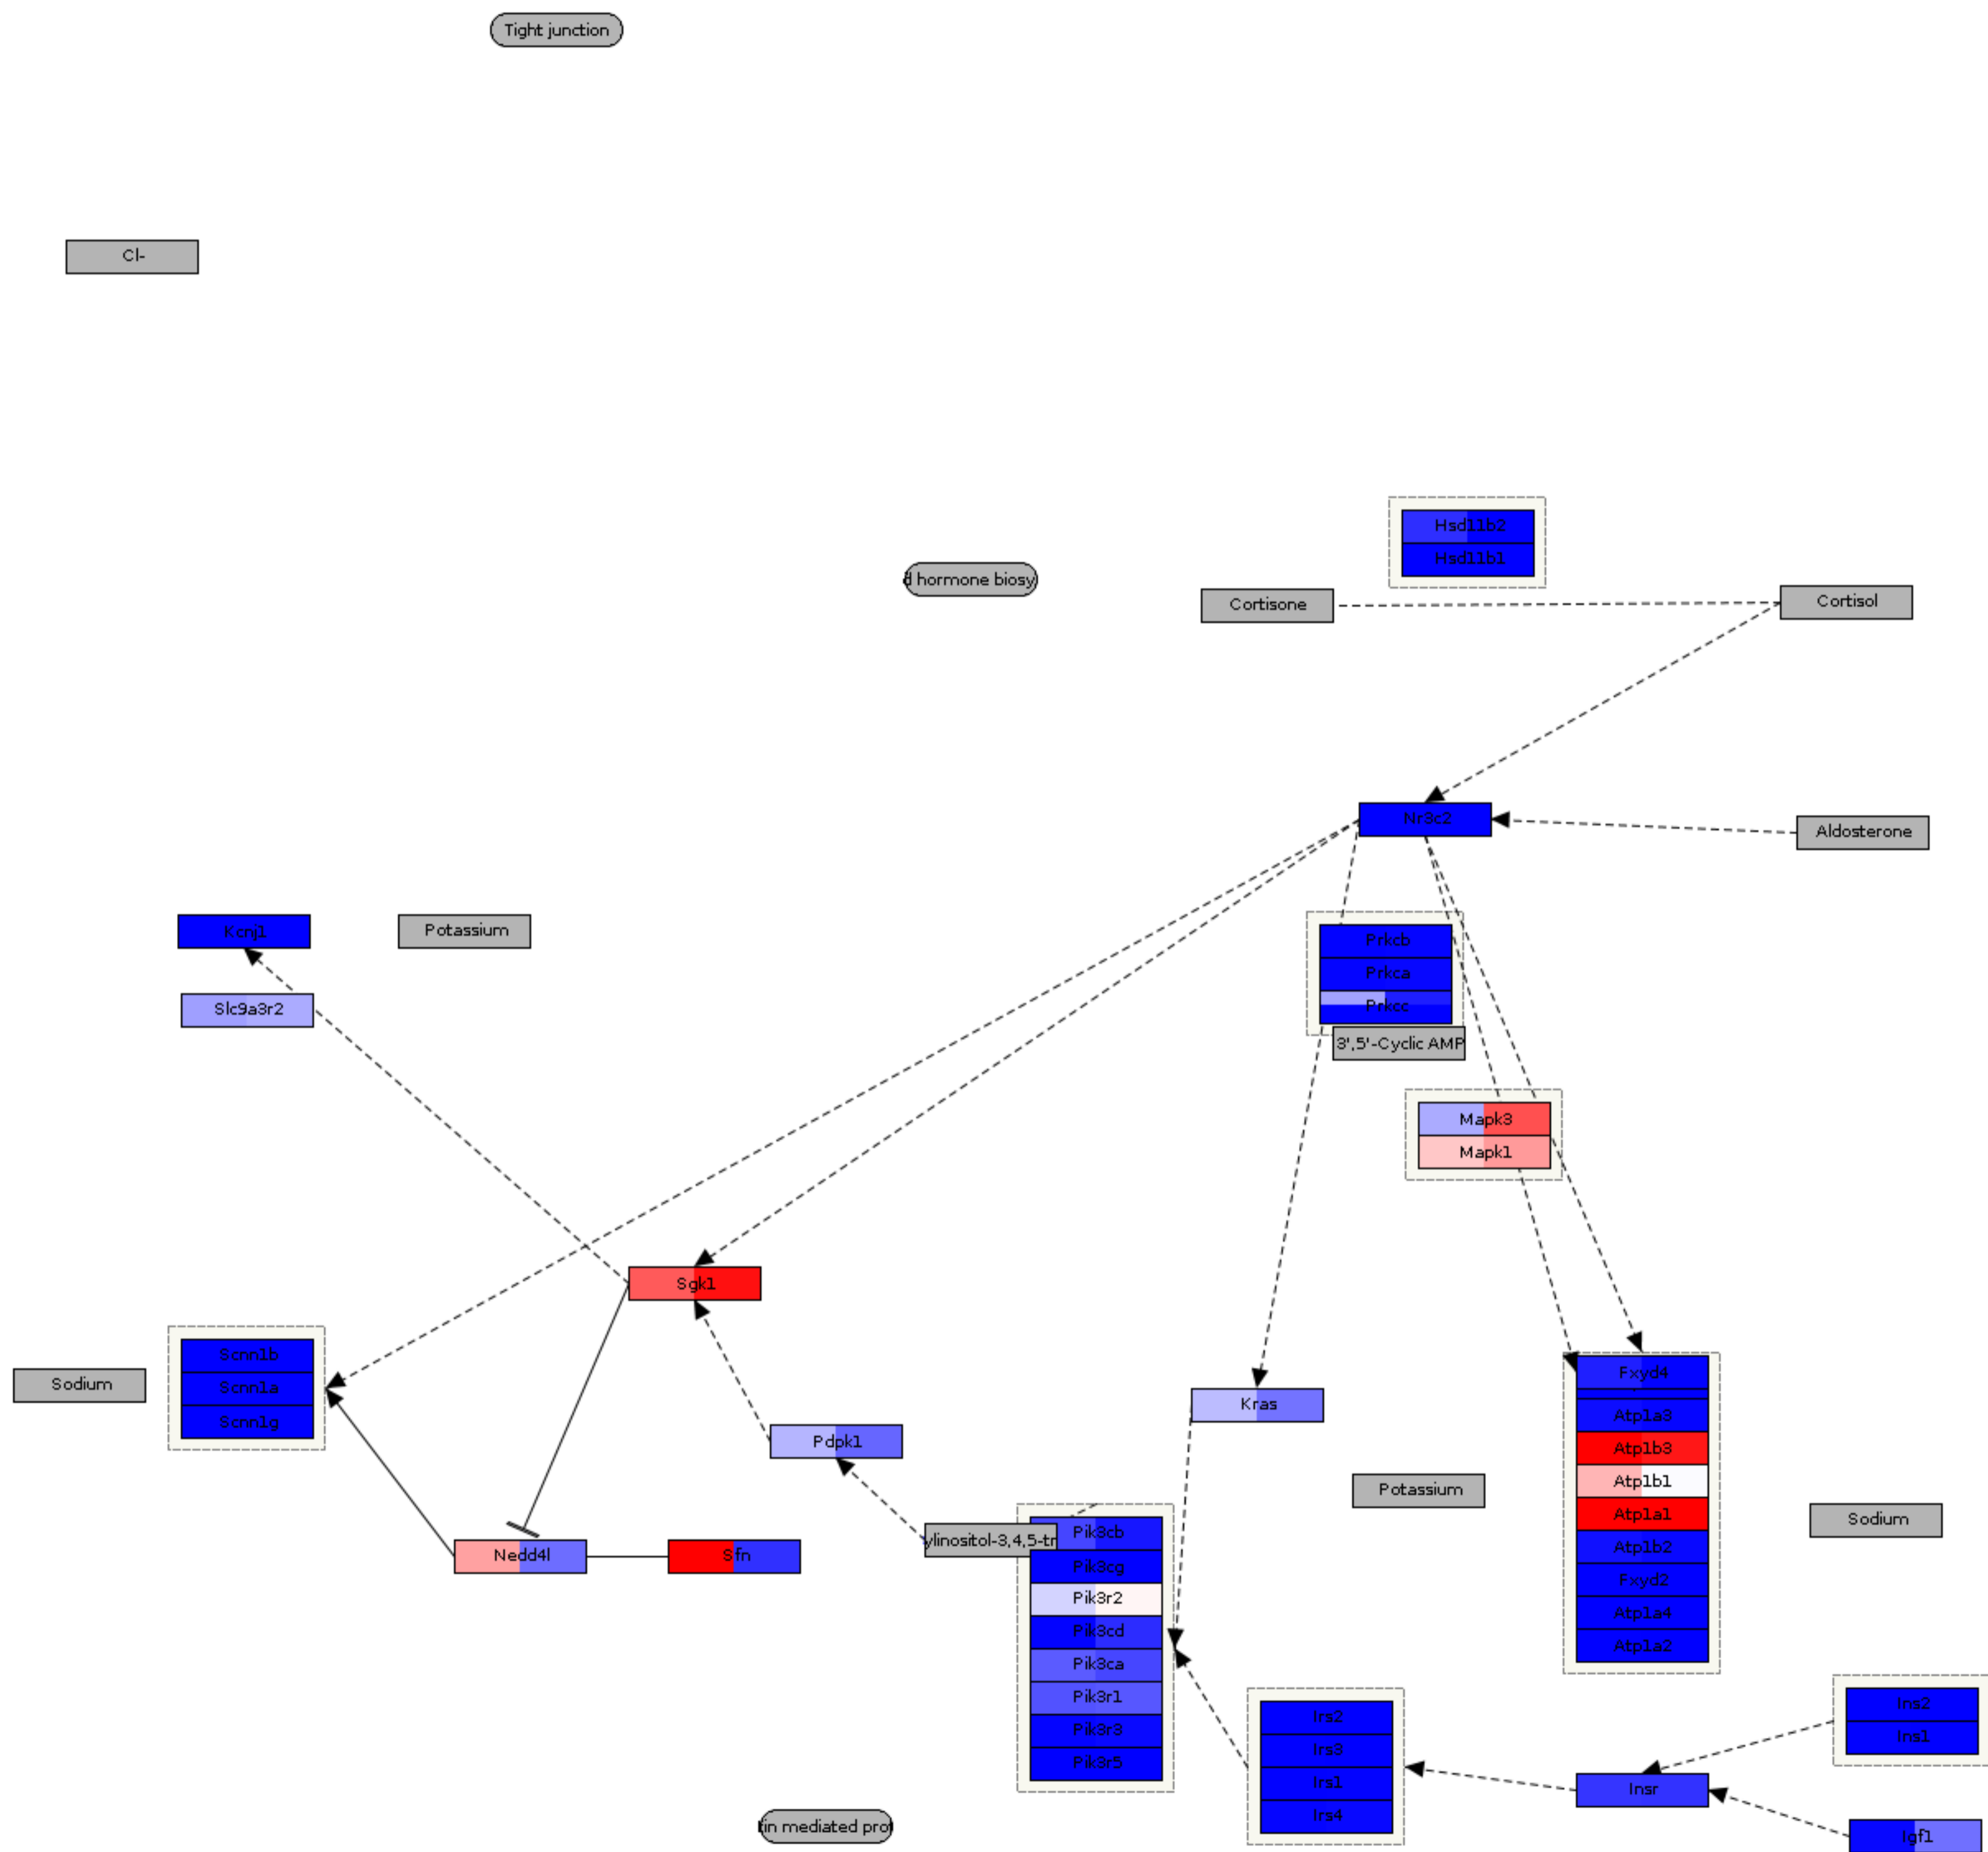 Tight junction
Cl-
Hsd11b2
Hsd11b1
d hormone biosy
Cortisone
Cortisol
Nr3c2
Aldosterone
Kcnj1
Potassium
Prkcb
Prkca
Prkcc
Slc9a3r2
3',5'-Cyclic AMP
Mapk3
Mapk1
Sgk1
Scnn1b
Scnn1a
Scnn1g
Sodium
Fxyd4
Atp1a3
Atp1b3
Atp1b1
Atp1a1
Atp1b2
Fxyd2
Atp1a4
Atp1a2
Kras
Pdpk1
Potassium
Sodium
Nedd4l
Sfn
ylinositol-3,4,5-tr
Pik3cb
Pik3cg
Pik3r2
Pik3cd
Pik3ca
Pik3r1
Pik3r3
Pik3r5
Irs2
Irs3
Irs1
Irs4
Ins2
Ins1
Insr
Igf1
tin mediated prot